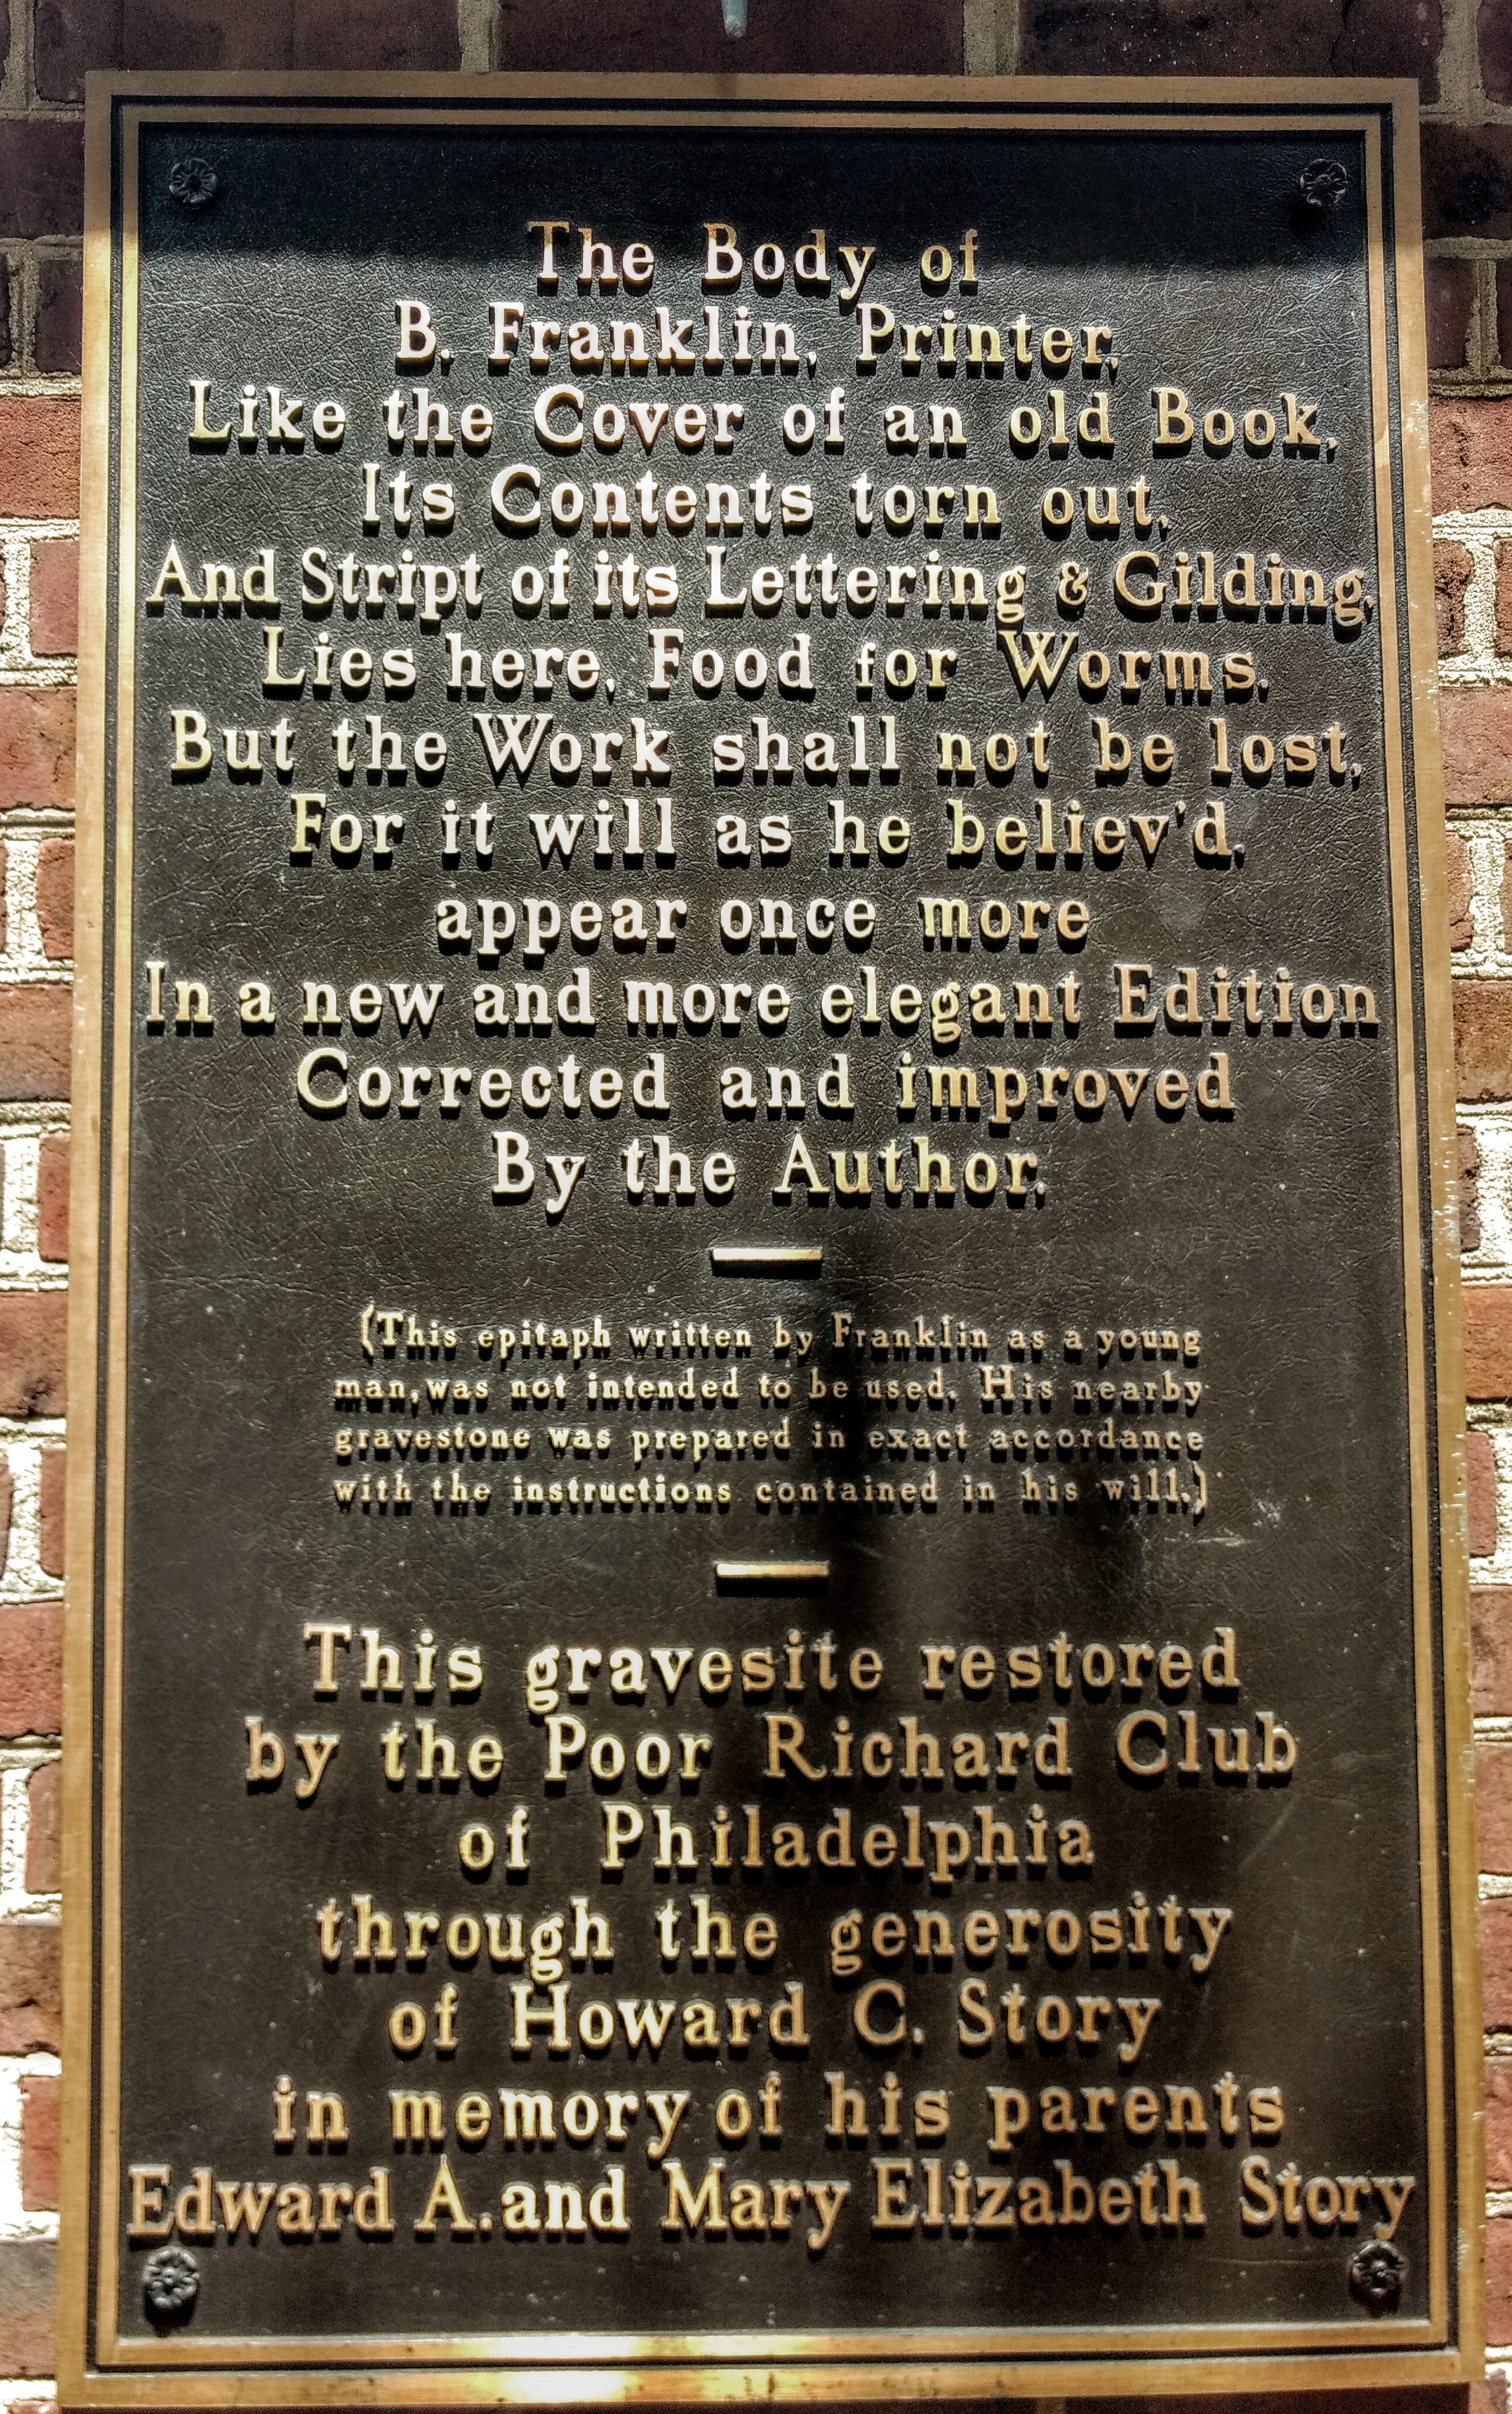 The Body of
B. Franklin, Printer,
Like the Cover of an old Book,
Its Contents torn out,
And Stript of its Lettering & Gilding,
Lies here, Food for Worms.
But the Work shall not be lost,
For it will as he believ'd,
appear once more
In a new and more elegant Edition
Corrected and improved
By the Author.
(This epitaph written by Franklin as a young
man, was not intended to be used. His nearby
gravestone was prepared in exact accordance
with the instructions contained in his will.)
This gravesite restored
by the Poor Richard Club
of Philadelphia
through the generosity
of Howard C. Story
in memory of his parents
Edward A. and Mary Elizabeth Story